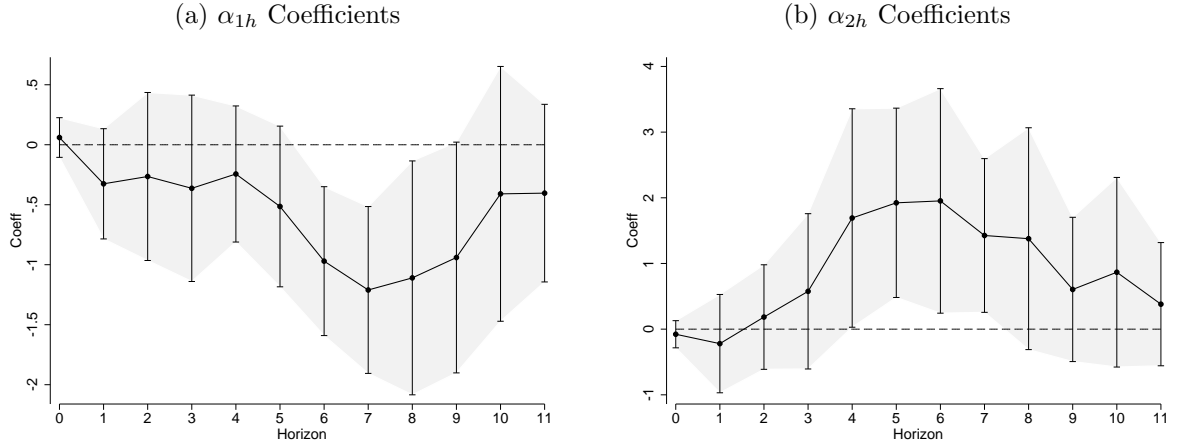 (a) α1h Coefficients
.5
0
-.5
-1
-1.5
-2
Coeff
0 1 2 3 4 5 6 7 8 9 10 11
Horizon
(b) α2h Coefficients
4
3
2
1
0
-1
Coeff
0 1 2 3 4 5 6 7 8 9 10 11
Horizon